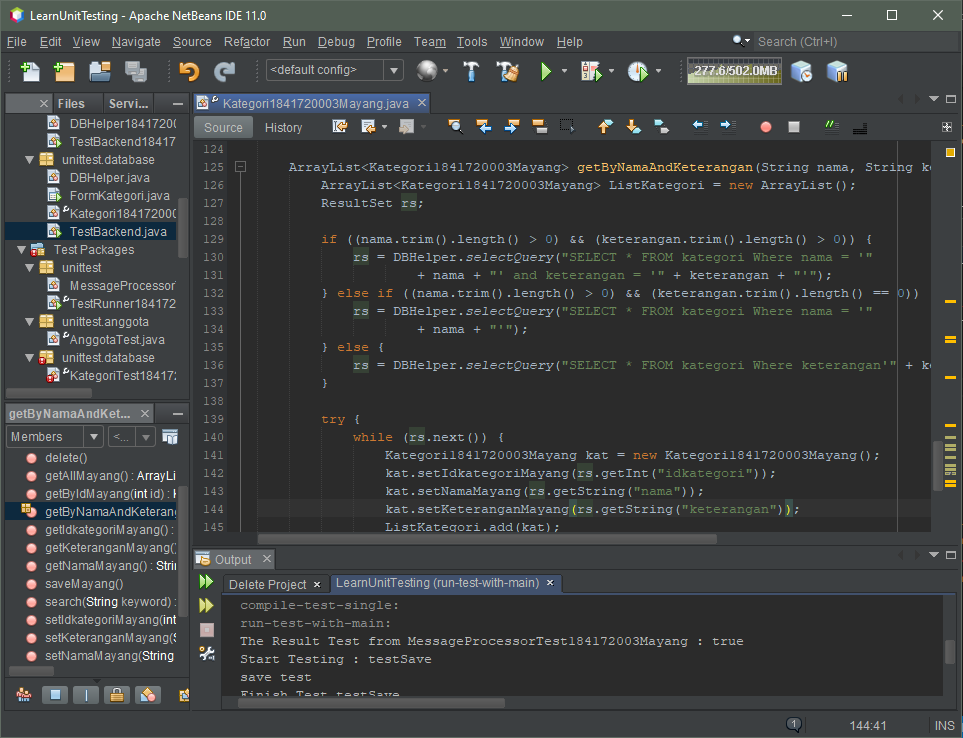 LearnUnitTesting - Apache NetBeans IDE 11.0
File Edit View Navigate Source Refactor Run Debug Profile Team Tools Window Help
Search (Ctrl+I)
<default config>
277.6/502.0MB
Files
Servi...
DBHelper18417200
TestBackend18417
unittest.database
DBHelper.java
FormKategori.java
Kategori184172000
TestBackend.java
Test Packages
unittest
MessageProcessor
TestRunner184172
unittest.anggota
AnggotaTest.java
unittest.database
KategoriTest18417
getByNamaAndKet...
Members
<...
delete()
getAllMayang() : ArrayLi
getByIdMayang(int id) : K
getByNamaAndKeterang
getIdkategoriMayang() :
getKeteranganMayang()
getNamaMayang() : Strin
saveMayang()
search(String keyword) :
setIdkategoriMayang(int
setKeteranganMayang(S
setNamaMayang(String
Kategori1841720003Mayang.java
Source
History
124
125 ArrayList<Kategori1841720003Mayang> getByNamaAndKeterangan(String nama, String ke
126 ArrayList<Kategori1841720003Mayang> ListKategori = new ArrayList();
127 ResultSet rs;
128
129 if ((nama.trim().length() > 0) && (keterangan.trim().length() > 0)) {
130 rs = DBHelper.selectQuery("SELECT * FROM kategori Where nama = '"
131 + nama + "' and keterangan = '" + keterangan + "'");
132 } else if ((nama.trim().length() > 0) && (keterangan.trim().length() == 0))
133 rs = DBHelper.selectQuery("SELECT * FROM kategori Where nama = '"
134 + nama + "'");
135 } else {
136 rs = DBHelper.selectQuery("SELECT * FROM kategori Where keterangan'" + ke
137 }
138
139 try {
140 while (rs.next()) {
141 Kategori1841720003Mayang kat = new Kategori1841720003Mayang();
142 kat.setIdkategoriMayang(rs.getInt("idkategori"));
143 kat.setNamaMayang(rs.getString("nama"));
144 kat.setKeteranganMayang(rs.getString("keterangan"));
145 ListKategori.add(kat);
Output
Delete Project
LearnUnitTesting (run-test-with-main)
compile-test-single:
run-test-with-main:
The Result Test from MessageProcessorTest184172003Mayang : true
Start Testing : testSave
save test
Finish Test testSave
1
144:41
INS